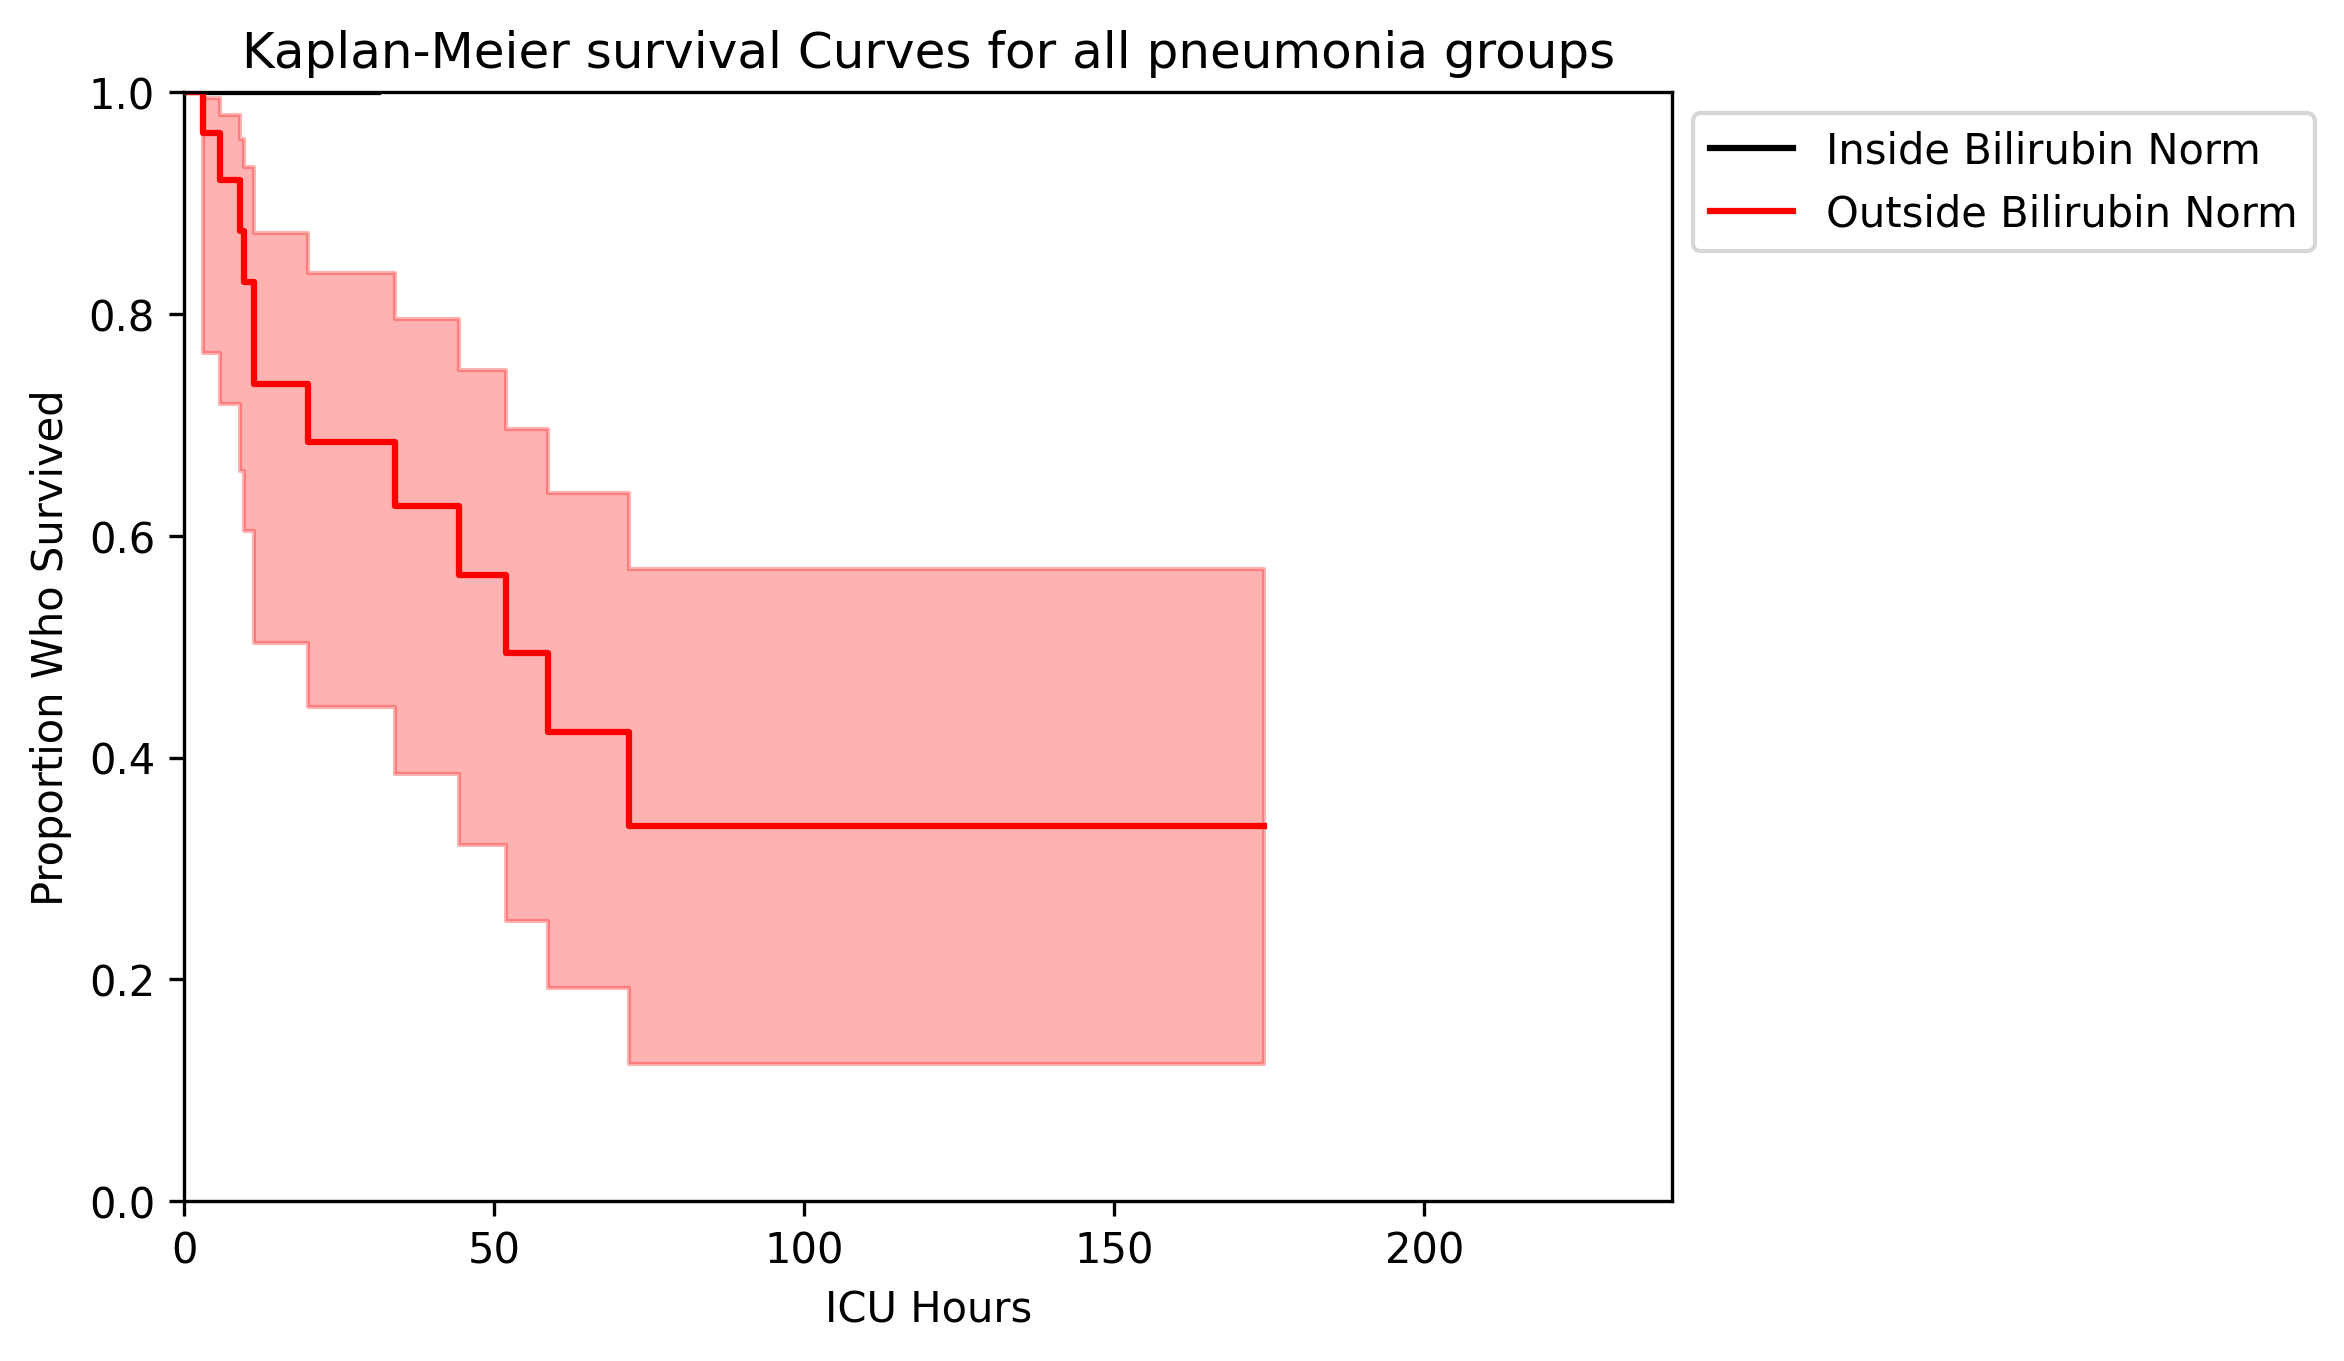 Kaplan-Meier survival Curves for all pneumonia groups
1.0
0.8
0.6
0.4
0.2
0.0
Proportion Who Survived
0 50 100 150 200
ICU Hours
Inside Bilirubin Norm
Outside Bilirubin Norm